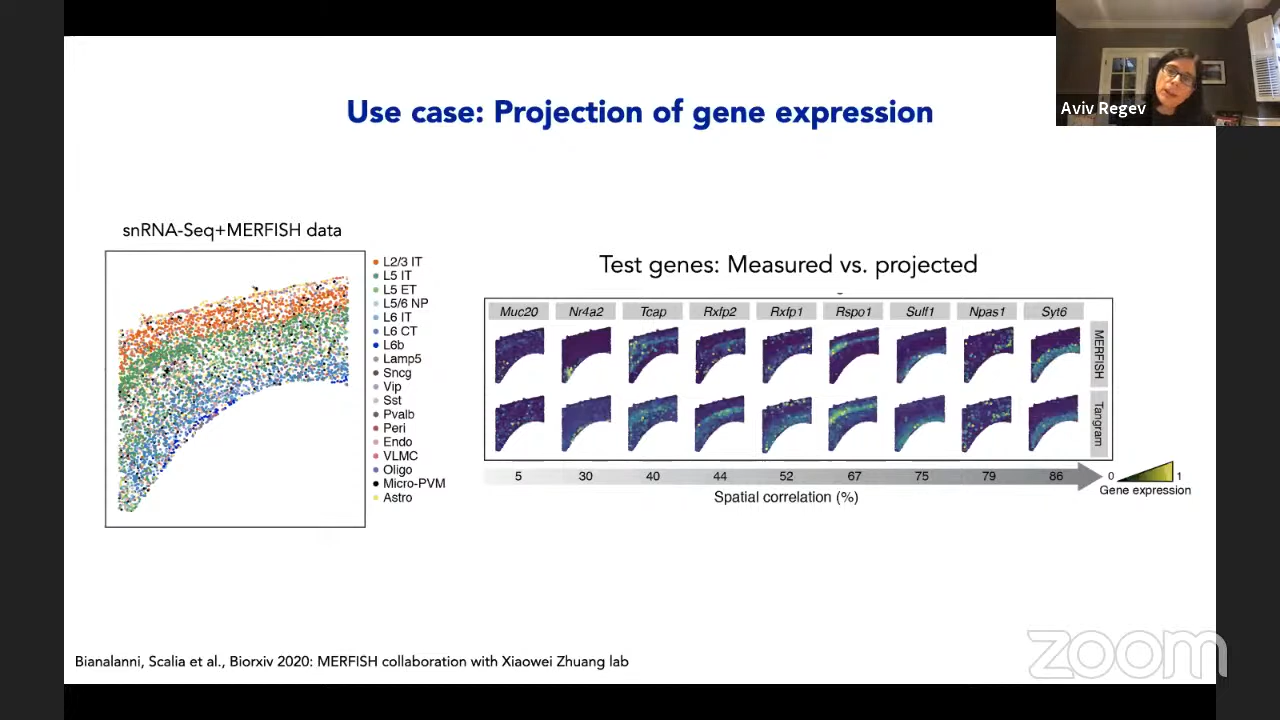 Aviv Regev
Use case: Projection of gene expression
snRNA-Seq+MERFISH data
L2/3 IT
L5 IT
L5 ET
L5/6 NP
L6 IT
L6 CT
L6b
Lamp5
Sncg
Vip
Sst
Pvalb
Peri
Endo
VLMC
Oligo
Micro-PVM
Astro
Test genes: Measured vs. projected
Muc20 Nr4a2 Tcap Rxfp2 Rxfp1 Rspo1 Sulf1 Npas1 Syt6
MERFISH
Tangram
5 30 40 44 52 67 75 79 86
Spatial correlation (%)
0 1
Gene expression
Bianalanni, Scalia et al., Biorxiv 2020: MERFISH collaboration with Xiaowei Zhuang lab
zoom